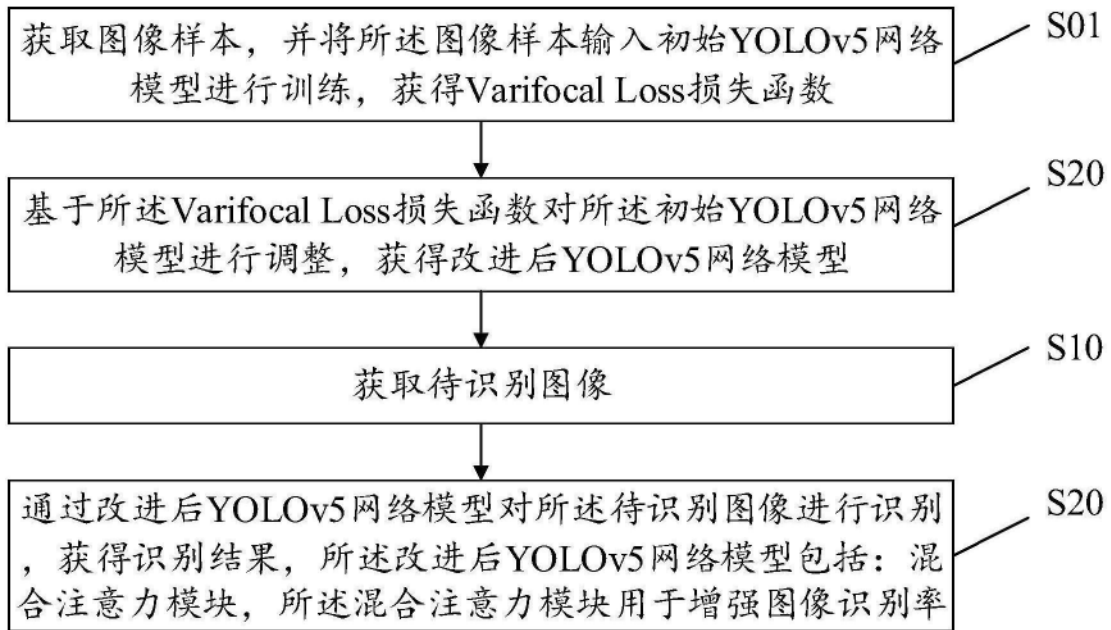 获取图像样本，并将所述图像样本输入初始YOLOv5网络
模型进行训练，获得Varifocal Loss损失函数
S01
基于所述Varifocal Loss损失函数对所述初始YOLOv5网络
模型进行调整，获得改进后YOLOv5网络模型
S20
获取待识别图像
S10
通过改进后YOLOv5网络模型对所述待识别图像进行识别
，获得识别结果，所述改进后YOLOv5网络模型包括：混
合注意力模块，所述混合注意力模块用于增强图像识别率
S20